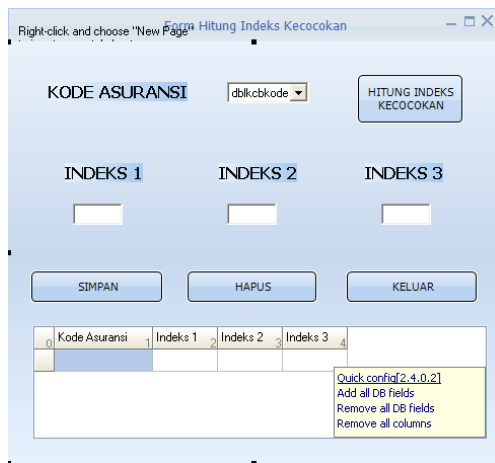 Right-click and choose "New Page"
Form Hitung Indeks Kecocokan
KODE ASURANSI
dblkcbkode
HITUNG INDEKS
KECOCOKAN
INDEKS 1
INDEKS 2
INDEKS 3
SIMPAN
HAPUS
KELUAR
0 Kode Asuransi 1 Indeks 1 2 Indeks 2 3 Indeks 3 4
Quick config[2.4.0.2]
Add all DB fields
Remove all DB fields
Remove all columns